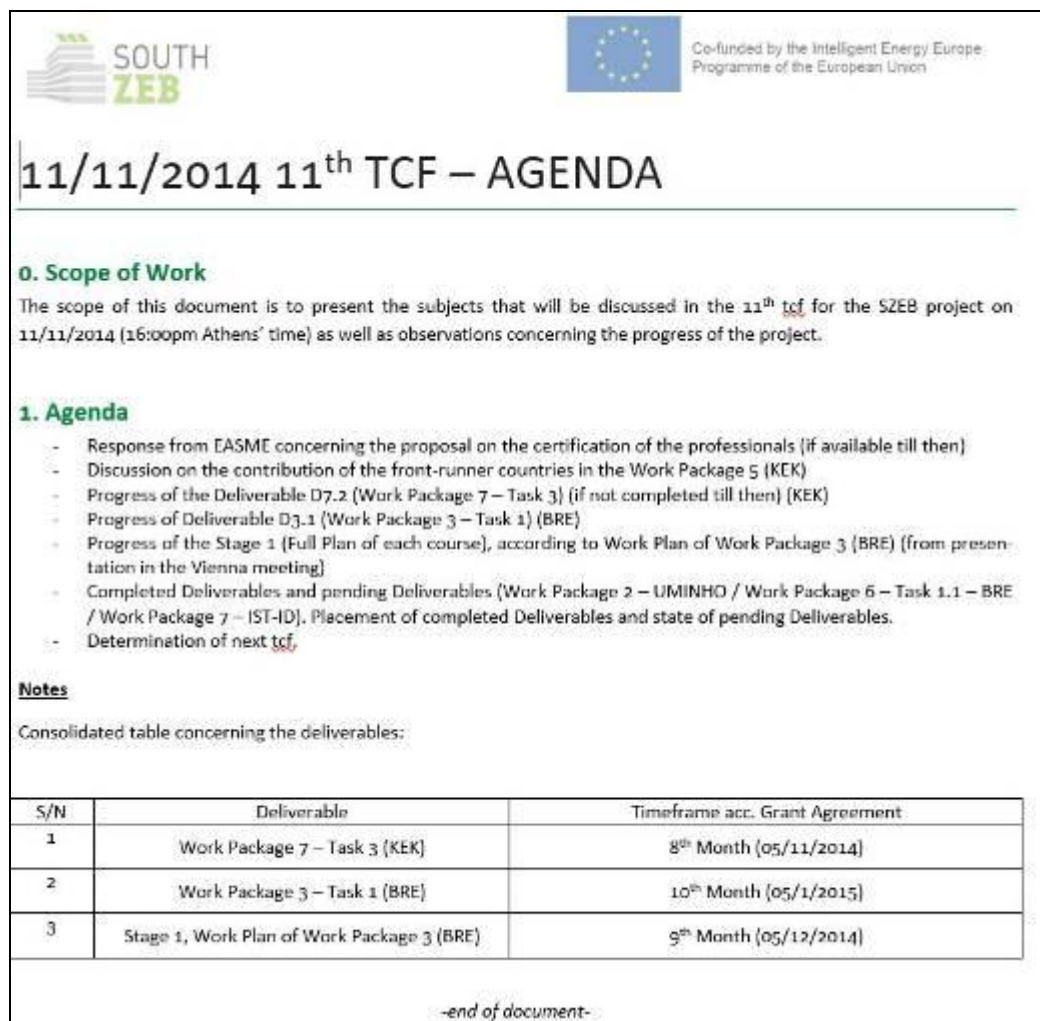 SOUTH
ZEB
Co-funded by the Intelligent Energy Europe
Programme of the European Union
11/11/2014 11th TCF – AGENDA
0. Scope of Work
The scope of this document is to present the subjects that will be discussed in the 11th tcf for the SZEB project on
11/11/2014 (16:00pm Athens' time) as well as observations concerning the progress of the project.
1. Agenda
- Response from EASME concerning the proposal on the certification of the professionals (if available till then)
- Discussion on the contribution of the front-runner countries in the Work Package 5 (KEK)
- Progress of the Deliverable D7.2 (Work Package 7 – Task 3) (if not completed till then) (KEK)
- Progress of Deliverable D3.1 (Work Package 3 – Task 1) (BRE)
- Progress of the Stage 1 (Full Plan of each course), according to Work Plan of Work Package 3 (BRE) (from presen-
tation in the Vienna meeting)
- Completed Deliverables and pending Deliverables (Work Package 2 – UMINHO / Work Package 6 – Task 1.1 – BRE
/ Work Package 7 – IST-ID). Placement of completed Deliverables and state of pending Deliverables.
- Determination of next tcf.
Notes
Consolidated table concerning the deliverables:
S/N Deliverable Timeframe acc. Grant Agreement
1 Work Package 7 – Task 3 (KEK) 8th Month (05/11/2014)
2 Work Package 3 – Task 1 (BRE) 10th Month (05/1/2015)
3 Stage 1, Work Plan of Work Package 3 (BRE) 9th Month (05/12/2014)
-end of document-